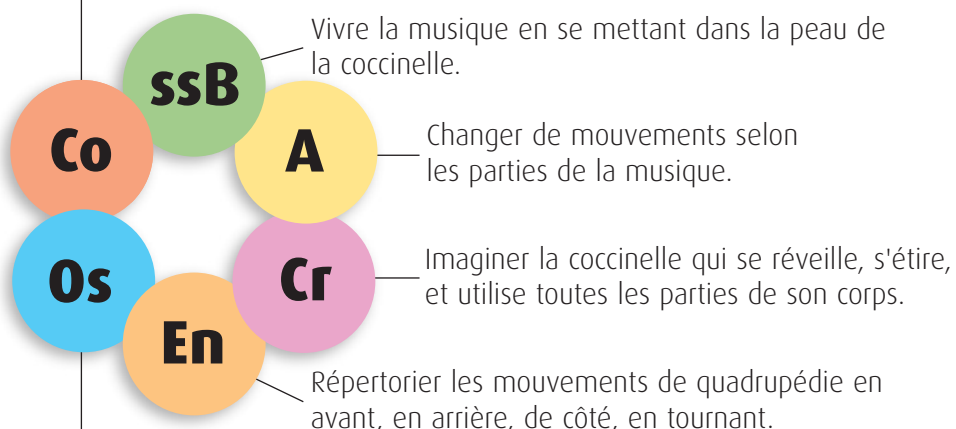 ssB
Vivre la musique en se mettant dans la peau de
la coccinelle.
Co
A
Changer de mouvements selon
les parties de la musique.
Os
Cr
Imaginer la coccinelle qui se réveille, s'étire,
et utilise toutes les parties de son corps.
En
Répertorier les mouvements de quadrupédie en
avant, en arrière, de côté, en tournant.